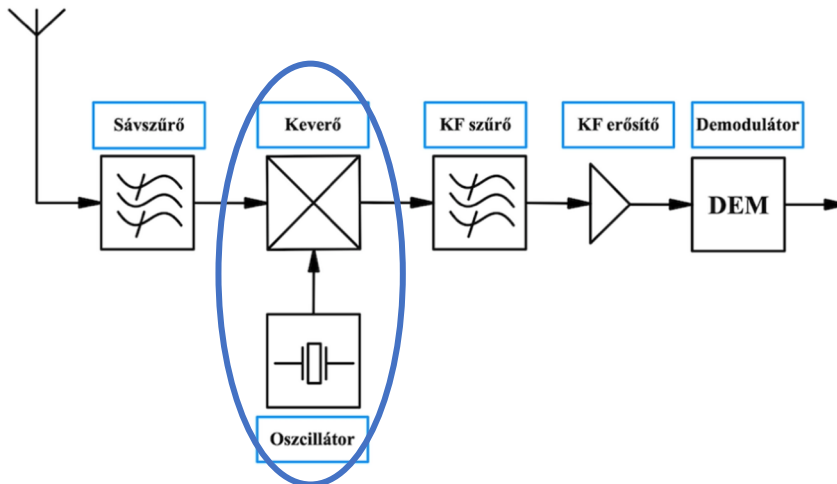 Sávszűrő
Keverő
KF szűrő
KF erősítő
Demodulátor
DEM
Oszcillátor